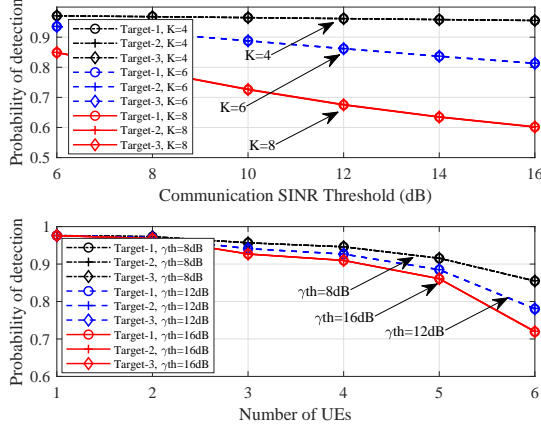 Probability of detection
0.9
0.8
0.7
0.6
0.5
Target-1, K=4
Target-2, K=4
Target-3, K=4
Target-1, K=6
Target-2, K=6
Target-3, K=6
Target-1, K=8
Target-2, K=8
Target-3, K=8
K=4
K=6
K=8
6 8 10 12 14 16
Communication SINR Threshold (dB)
Probability of detection
1
0.9
0.8
0.7
0.6
Target-1, γth=8dB
Target-2, γth=8dB
Target-3, γth=8dB
Target-1, γth=12dB
Target-2, γth=12dB
Target-3, γth=12dB
Target-1, γth=16dB
Target-2, γth=16dB
Target-3, γth=16dB
γth=8dB
γth=16dB
γth=12dB
1 2 3 4 5 6
Number of UEs